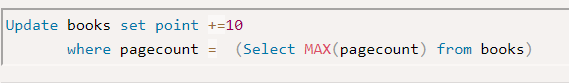 Update books set point +=10
where pagecount = (Select MAX(pagecount) from books)